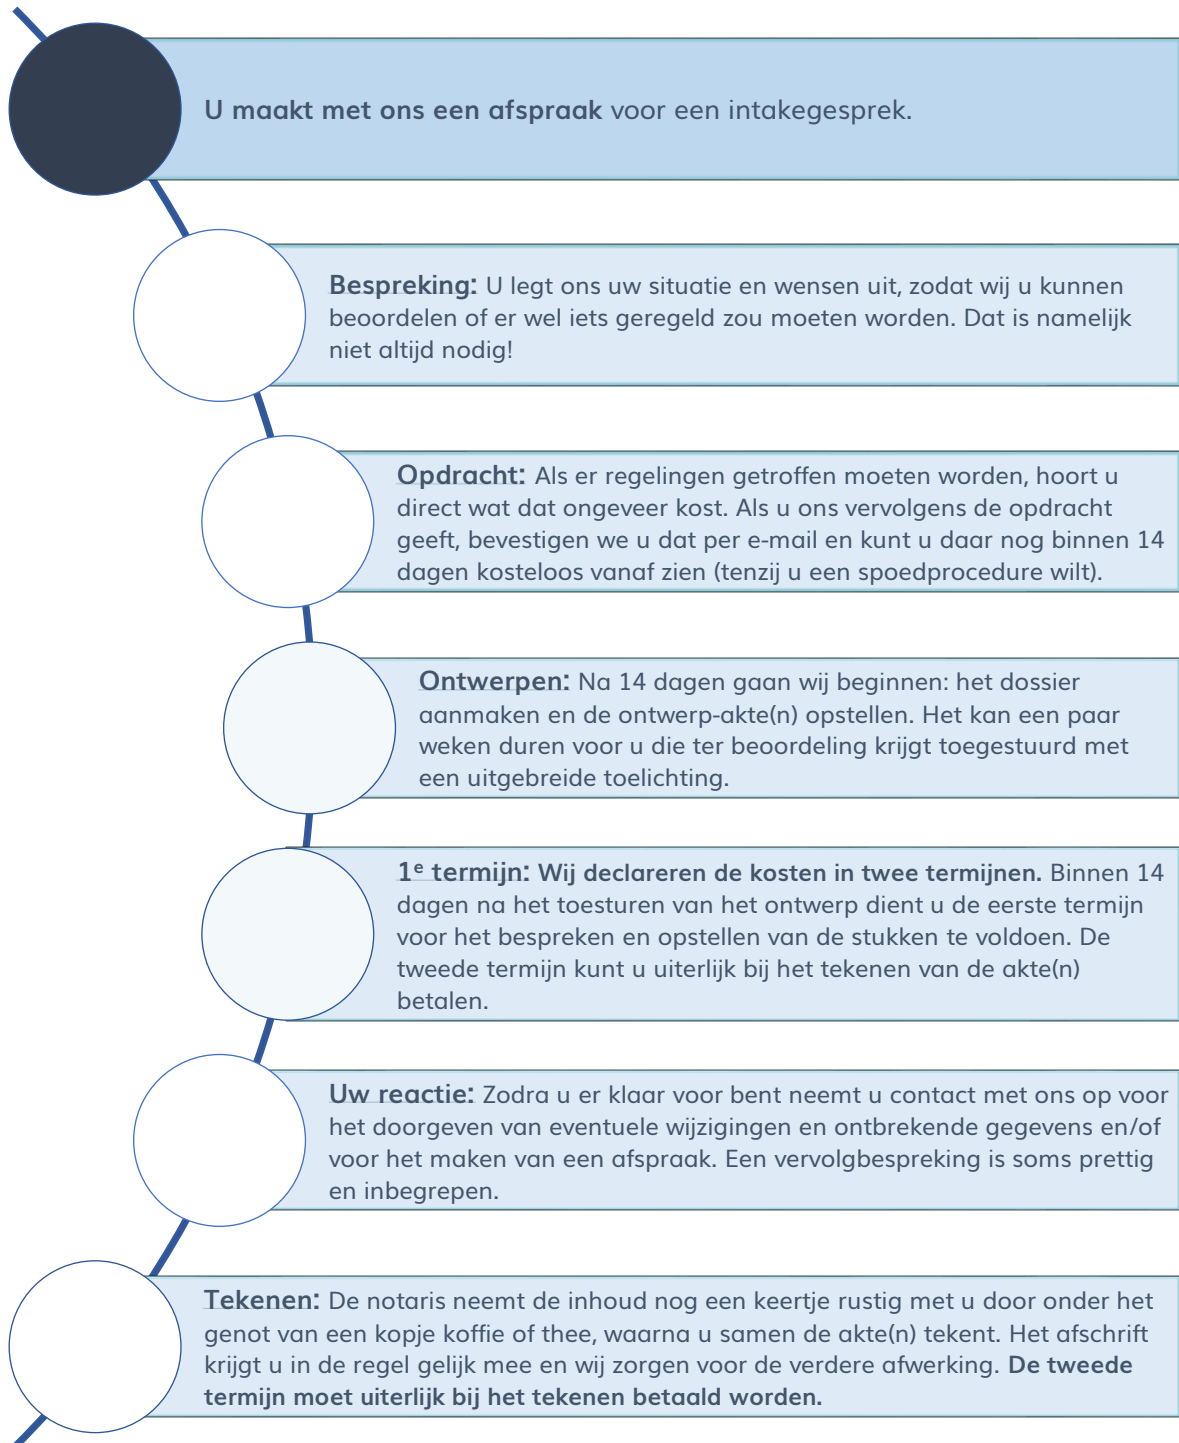 U maakt met ons een afspraak voor een intakegesprek.
Bespreking: U legt ons uw situatie en wensen uit, zodat wij u kunnen
beoordelen of er wel iets geregeld zou moeten worden. Dat is namelijk
niet altijd nodig!
Opdracht: Als er regelingen getroffen moeten worden, hoort u
direct wat dat ongeveer kost. Als u ons vervolgens de opdracht
geeft, bevestigen we u dat per e-mail en kunt u daar nog binnen 14
dagen kosteloos vanaf zien (tenzij u een spoedprocedure wilt).
Ontwerpen: Na 14 dagen gaan wij beginnen: het dossier
aanmaken en de ontwerp-akte(n) opstellen. Het kan een paar
weken duren voor u die ter beoordeling krijgt toegestuurd met
een uitgebreide toelichting.
1e termijn: Wij declareren de kosten in twee termijnen. Binnen 14
dagen na het toesturen van het ontwerp dient u de eerste termijn
voor het bespreken en opstellen van de stukken te voldoen. De
tweede termijn kunt u uiterlijk bij het tekenen van de akte(n)
betalen.
Uw reactie: Zodra u er klaar voor bent neemt u contact met ons op voor
het doorgeven van eventuele wijzigingen en ontbrekende gegevens en/of
voor het maken van een afspraak. Een vervolgbespreking is soms prettig
en inbegrepen.
Tekenen: De notaris neemt de inhoud nog een keertje rustig met u door onder het
genot van een kopje koffie of thee, waarna u samen de akte(n) tekent. Het afschrift
krijgt u in de regel gelijk mee en wij zorgen voor de verdere afwerking. De tweede
termijn moet uiterlijk bij het tekenen betaald worden.